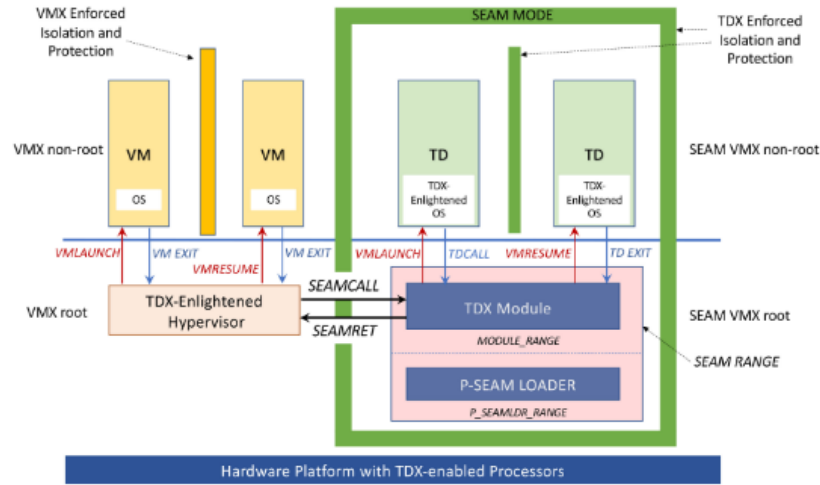 VMX Enforced
Isolation and
Protection
SEAM MODE
TDX Enforced
Isolation and
Protection
VMX non-root
VM
OS
VM
OS
TD
TDX-
Enlightened
OS
TD
TDX-
Enlightened
OS
SEAM VMX non-root
VMLAUNCH
VM EXIT
VMRESUME
VM EXIT
VMLAUNCH
TDCALL
VMRESUME
TD EXIT
VMX root
TDX-Enlightened
Hypervisor
SEAMCALL
SEAMRET
TDX Module
MODULE_RANGE
SEAM VMX root
SEAM RANGE
P-SEAM LOADER
P_SEAMLDR_RANGE
Hardware Platform with TDX-enabled Processors